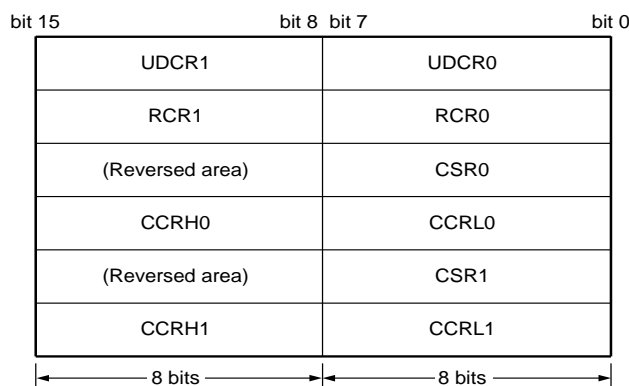 bit 15 bit 8 bit 7 bit 0
UDCR1 UDCR0
RCR1 RCR0
(Reversed area) CSR0
CCRH0 CCRL0
(Reversed area) CSR1
CCRH1 CCRL1
8 bits 8 bits